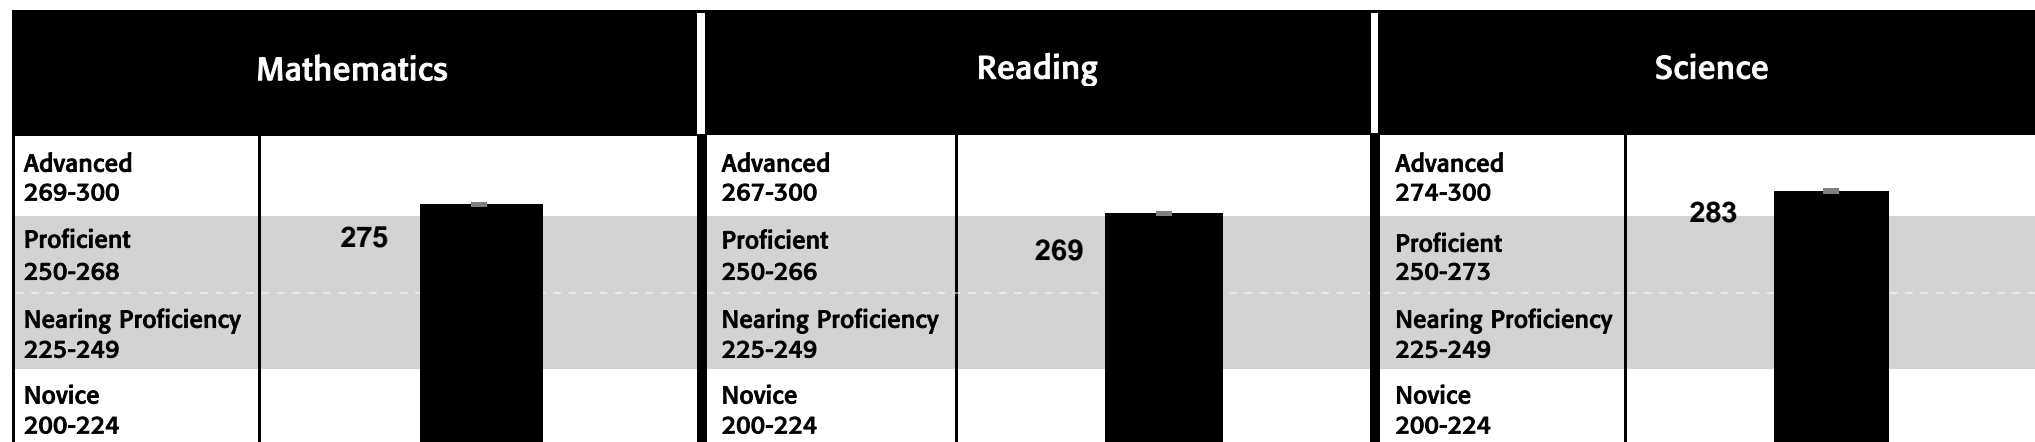 Mathematics
Advanced
269-300
Proficient
250-268
Nearing Proficiency
225-249
Novice
200-224
275
Reading
Advanced
267-300
Proficient
250-266
Nearing Proficiency
225-249
Novice
200-224
269
Science
Advanced
274-300
Proficient
250-273
Nearing Proficiency
225-249
Novice
200-224
283